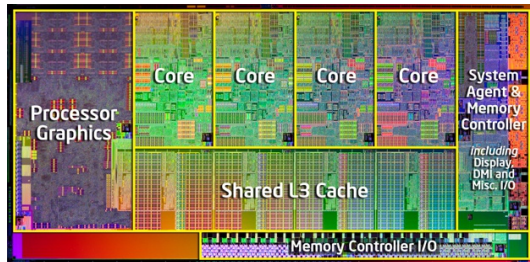 Processor
Graphics
Core
Core
Core
Core
System
Agent &
Memory
Controller
including
Display,
DMI and
Misc. I/O
Shared L3 Cache
Memory Controller I/O